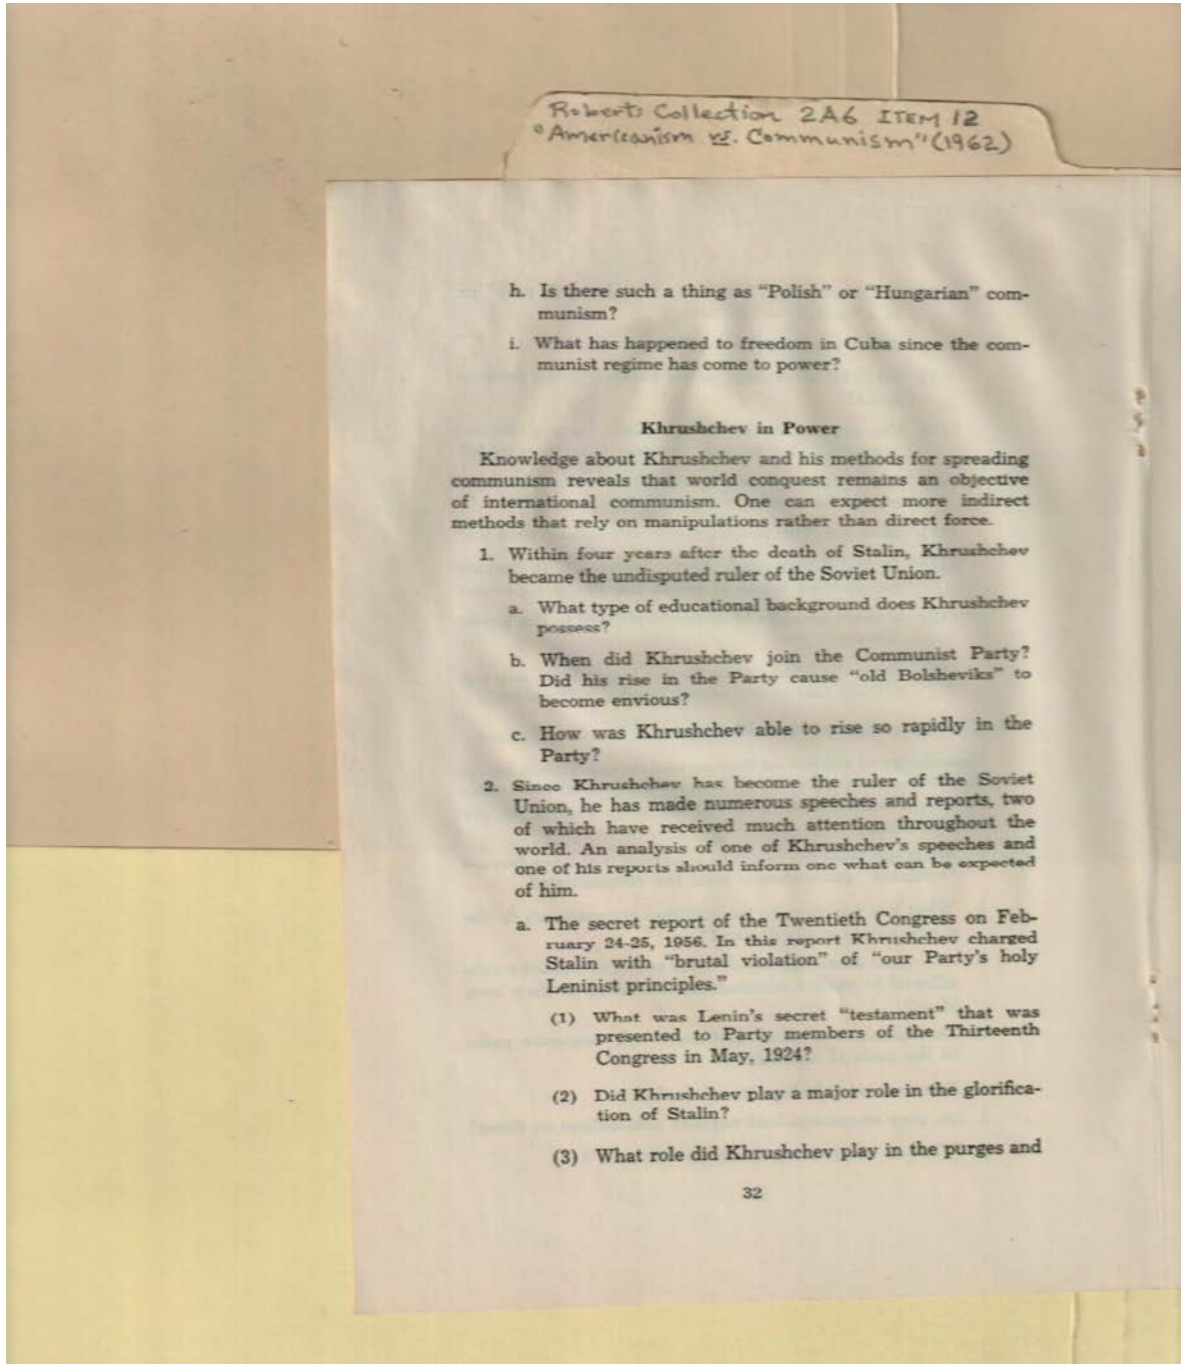 Roberts Collection 2A6 ITEM 12
"Americanism vs. Communism" (1962)
h. Is there such a thing as “Polish” or “Hungarian” com-
munism?
i. What has happened to freedom in Cuba since the com-
munist regime has come to power?
Khrushchev in Power
Knowledge about Khrushchev and his methods for spreading
communism reveals that world conquest remains an objective
of international communism. One can expect more indirect
methods that rely on manipulations rather than direct force.
1. Within four years after the death of Stalin, Khrushchev
became the undisputed ruler of the Soviet Union.
a. What type of educational background does Khrushchev
possess?
b. When did Khrushchev join the Communist Party?
Did his rise in the Party cause “old Bolsheviks” to
become envious?
c. How was Khrushchev able to rise so rapidly in the
Party?
2. Since Khrushchev has become the ruler of the Soviet
Union, he has made numerous speeches and reports, two
of which have received much attention throughout the
world. An analysis of one of Khrushchev’s speeches and
one of his reports should inform one what can be expected
of him.
a. The secret report of the Twentieth Congress on Feb-
ruary 24-25, 1956. In this report Khrushchev charged
Stalin with “brutal violation” of “our Party’s holy
Leninist principles.”
(1) What was Lenin’s secret “testament” that was
presented to Party members of the Thirteenth
Congress in May, 1924?
(2) Did Khrushchev play a major role in the glorifica-
tion of Stalin?
(3) What role did Khrushchev play in the purges and
32